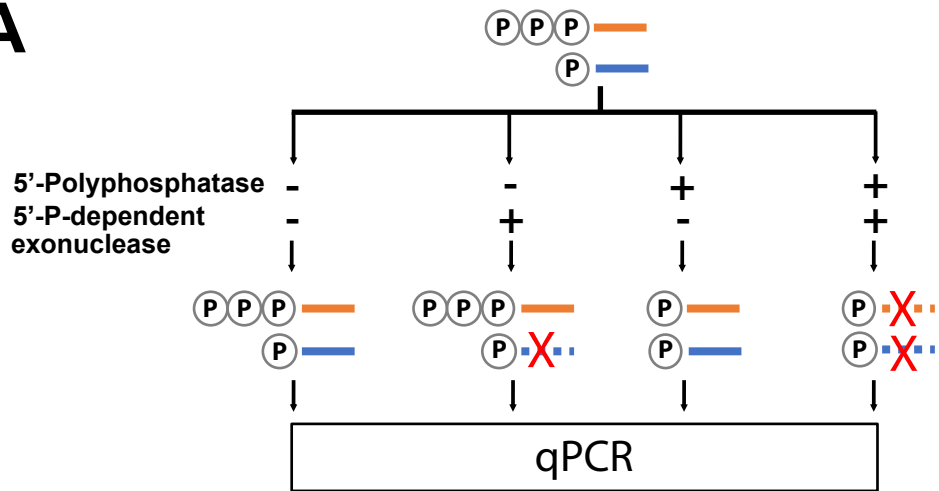 A
P P P
P
5'-Polyphosphatase - - + +
5'-P-dependent - + - +
exonuclease
P P P P P P P P X
P P X P P X
qPCR